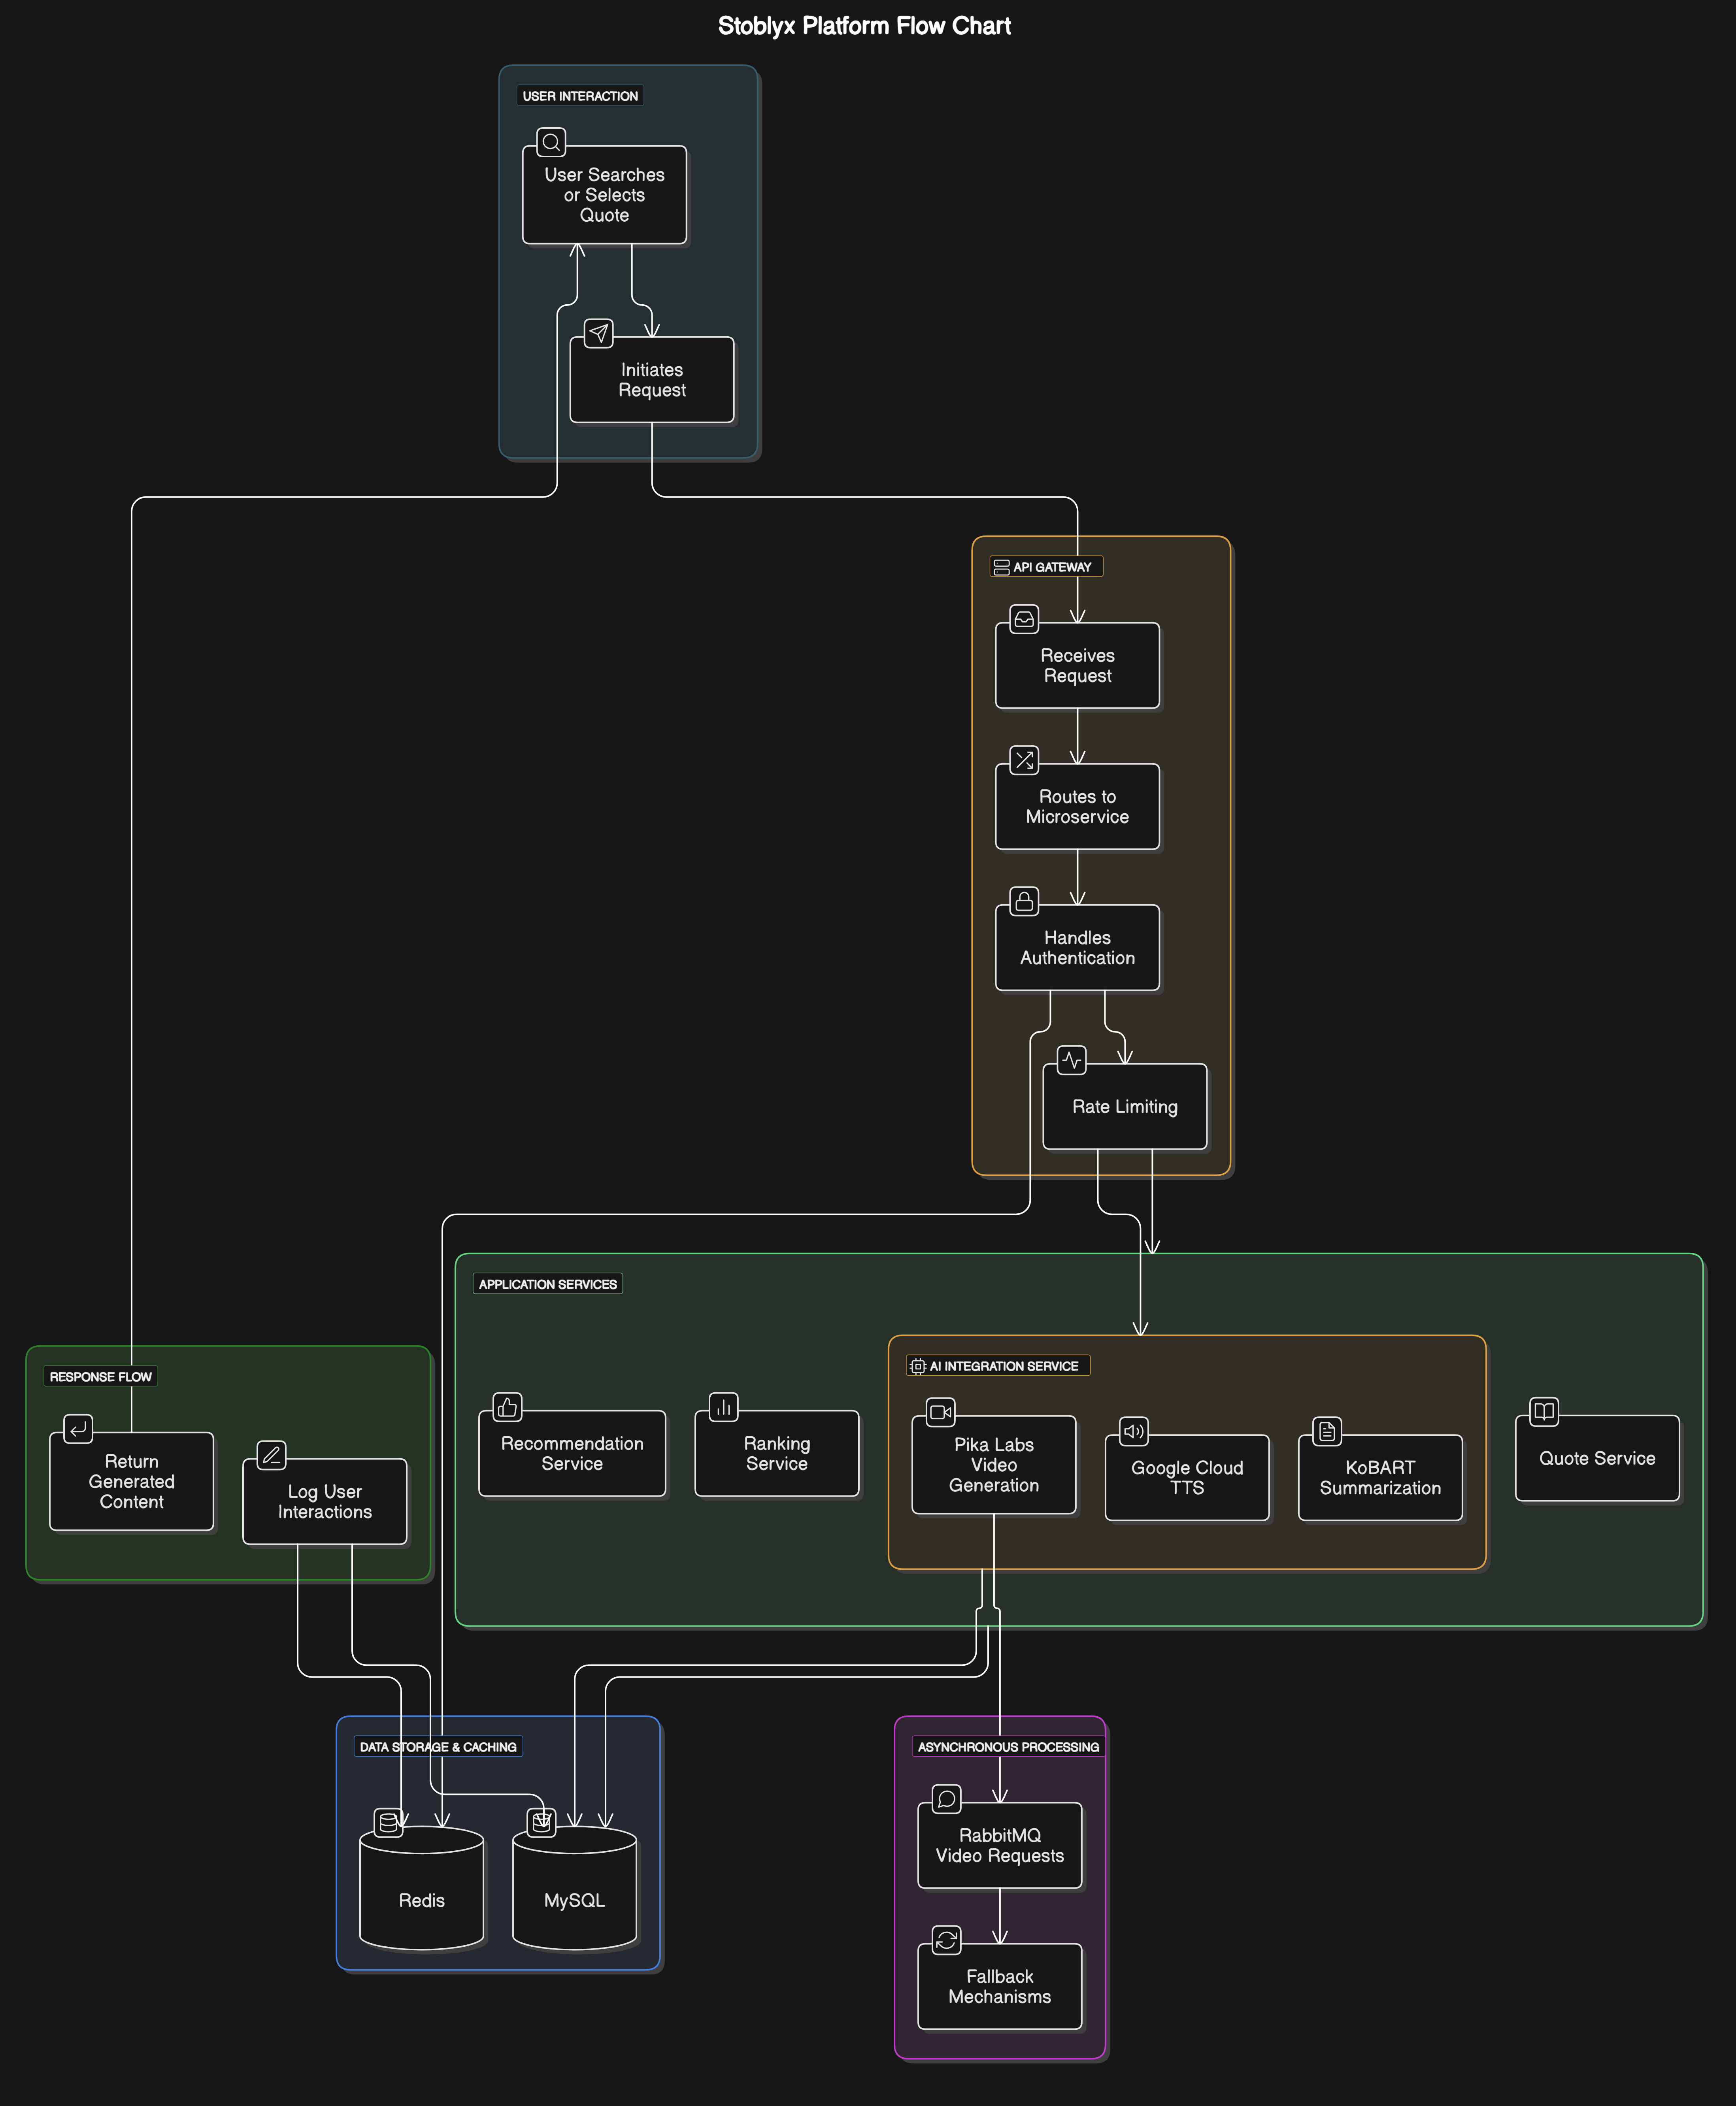 Stoblyx Platform Flow Chart
USER INTERACTION
User Searches
or Selects
Quote
Initiates
Request
API GATEWAY
Receives
Request
Routes to
Microservice
Handles
Authentication
Rate Limiting
APPLICATION SERVICES
RESPONSE FLOW
Return
Generated
Content
Log User
Interactions
Recommendation
Service
Ranking
Service
AI INTEGRATION SERVICE
Pika Labs
Video
Generation
Google Cloud
TTS
KoBART
Summarization
Quote Service
DATA STORAGE & CACHING
Redis
MySQL
ASYNCHRONOUS PROCESSING
RabbitMQ
Video Requests
Fallback
Mechanisms